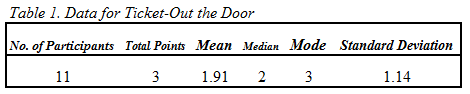 Table 1. Data for Ticket-Out the Door
No. of Participants Total Points Mean Median Mode Standard Deviation
11 3 1.91 2 3 1.14